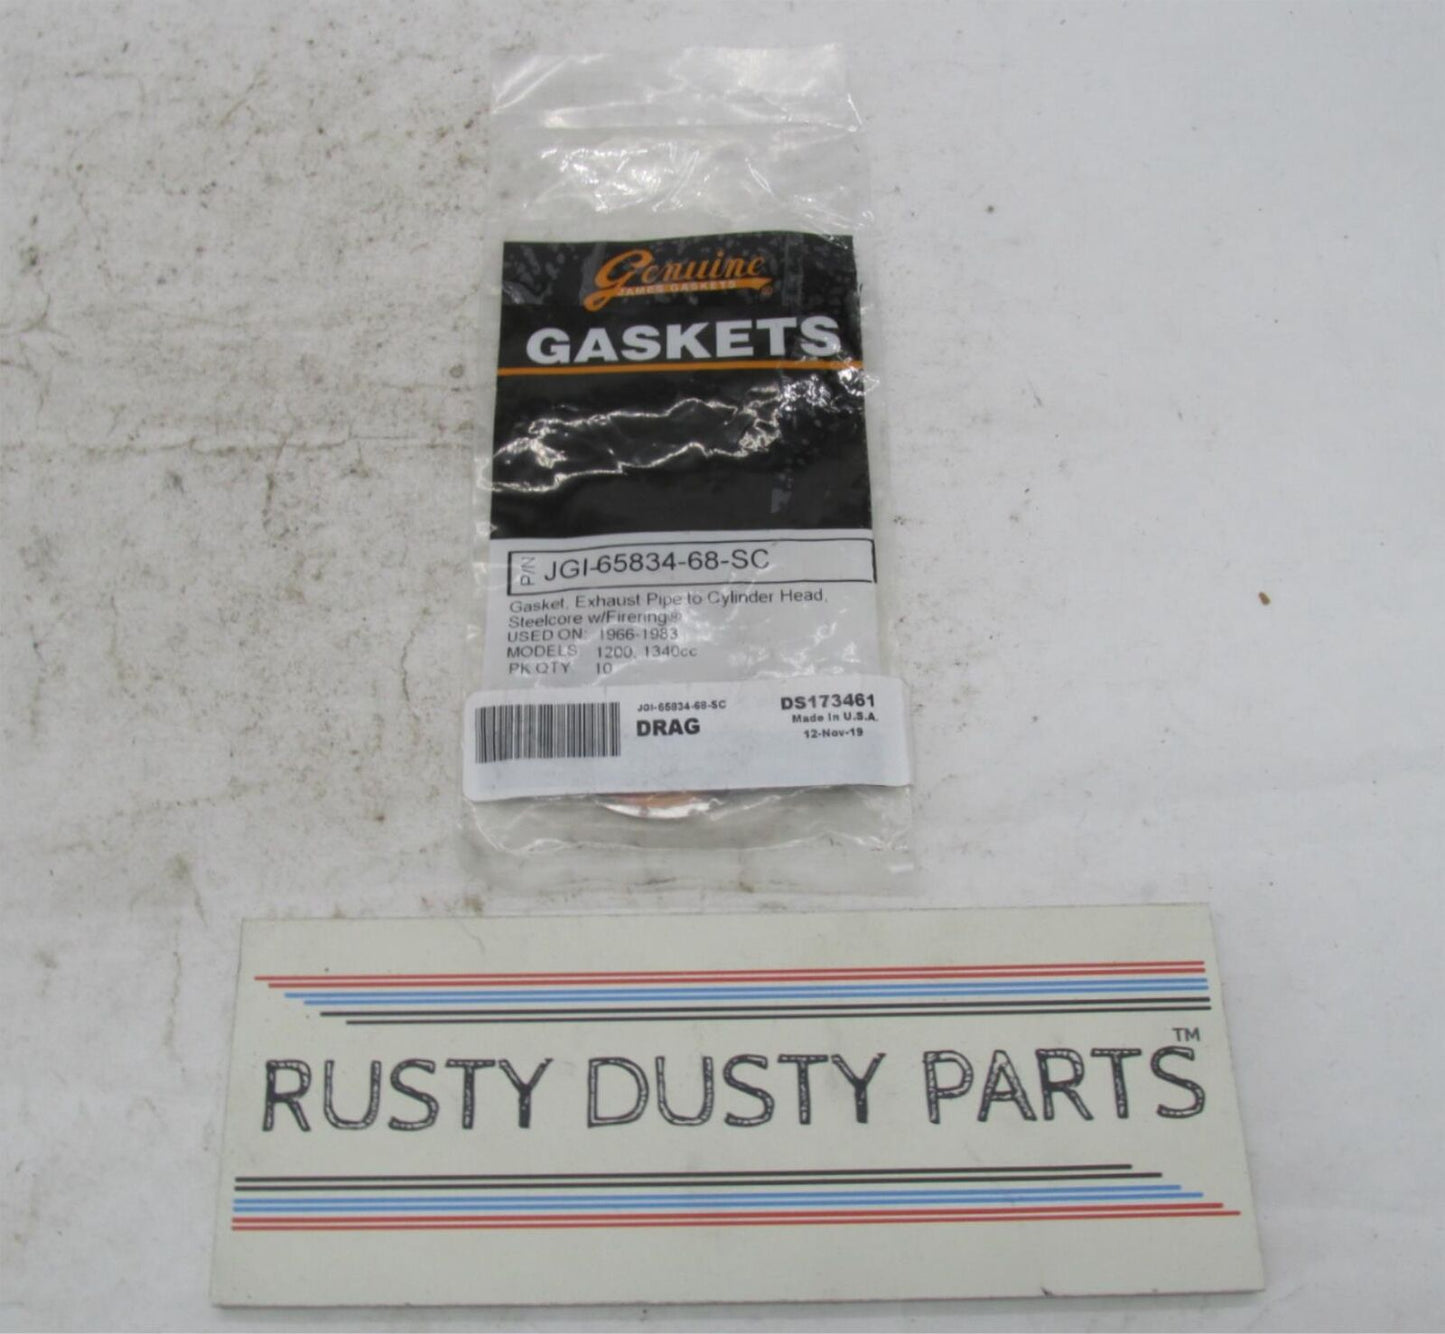 Genuine
JAMES GASKETS
GASKETS
P/N JGI-65834-68-SC
Gasket, Exhaust Pipe to Cylinder Head,
Steelcore w/Firering®
USED ON: 1966-1983
MODELS: 1200, 1340cc
PK QTY: 10
JGI-65834-68-SC DS173461
DRAG Made In U.S.A.
12-Nov-19
RUSTY DUSTY PARTS™